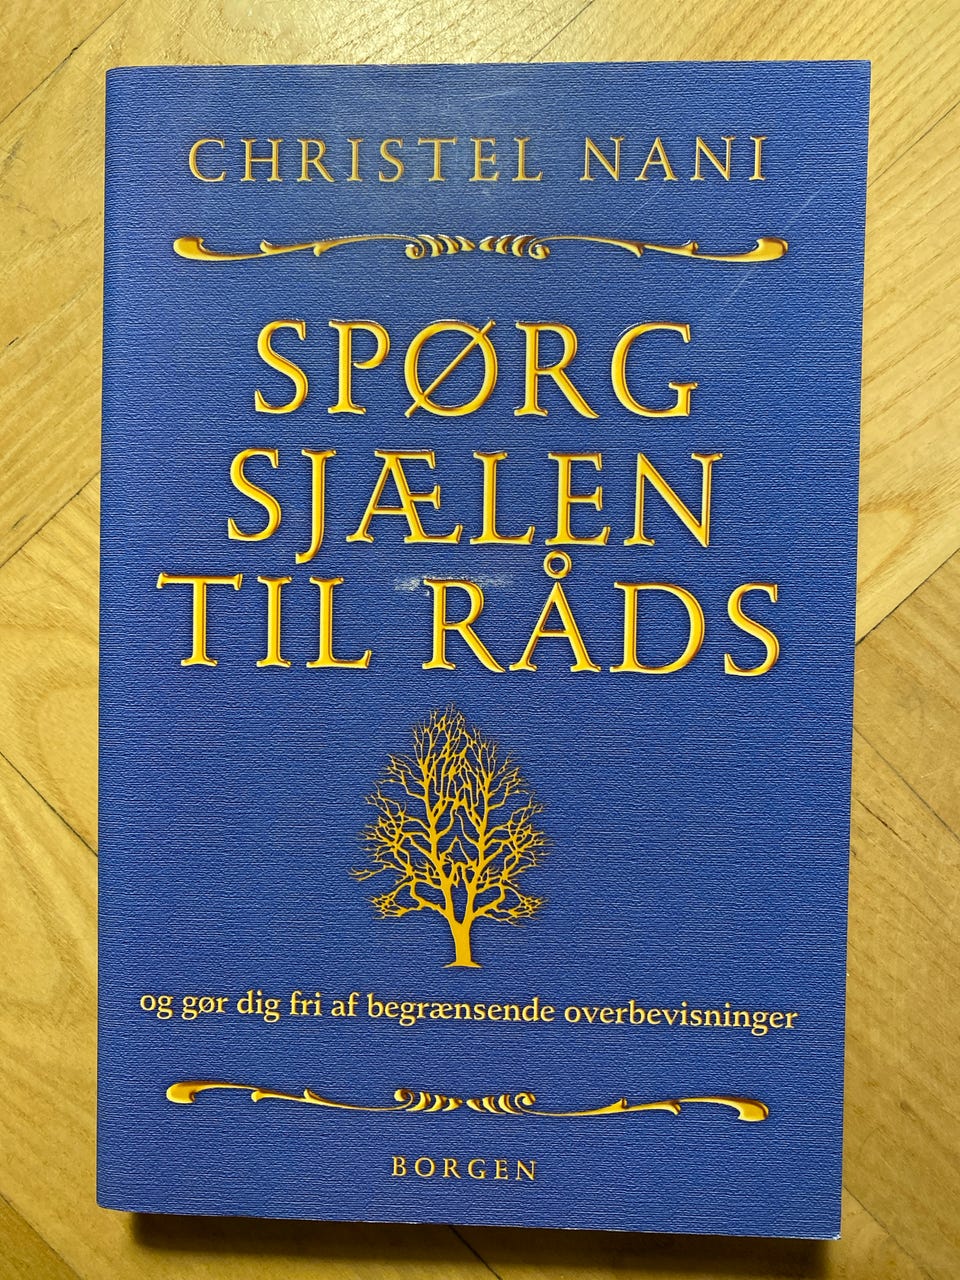 CHRISTEL NANI
SPØRG
SJÆLEN
TIL RÅDS
og gør dig fri af begrænsende overbevisninger
BORGEN